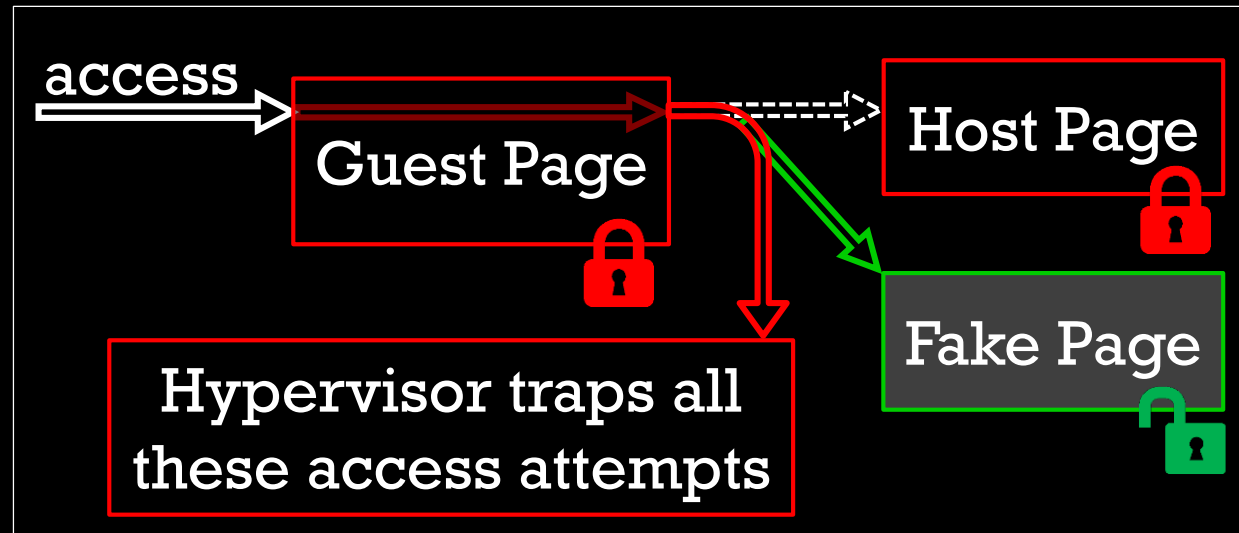 access
Guest Page
Host Page
Fake Page
Hypervisor traps all
these access attempts